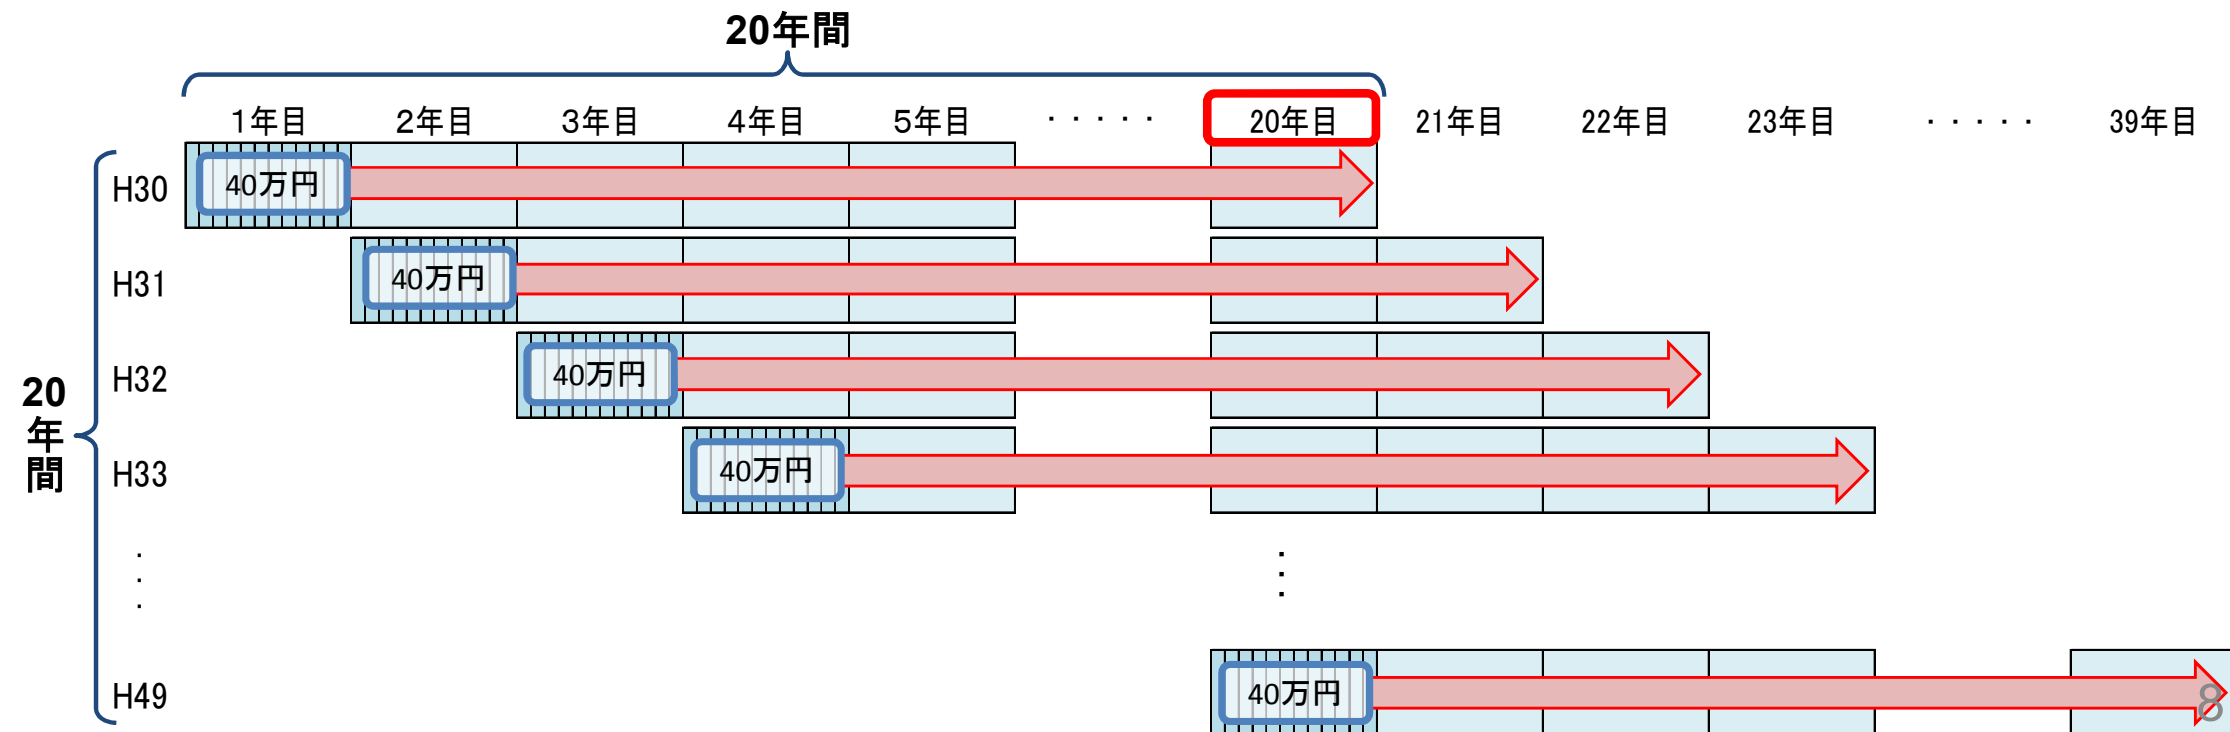 20年間
1年目 2年目 3年目 4年目 5年目 ・・・・・ 20年目 21年目 22年目 23年目 ・・・・・ 39年目
H30 40万円
H31 40万円
H32 40万円
20年間
H33 40万円
・・・ ・・・
H49 40万円
8